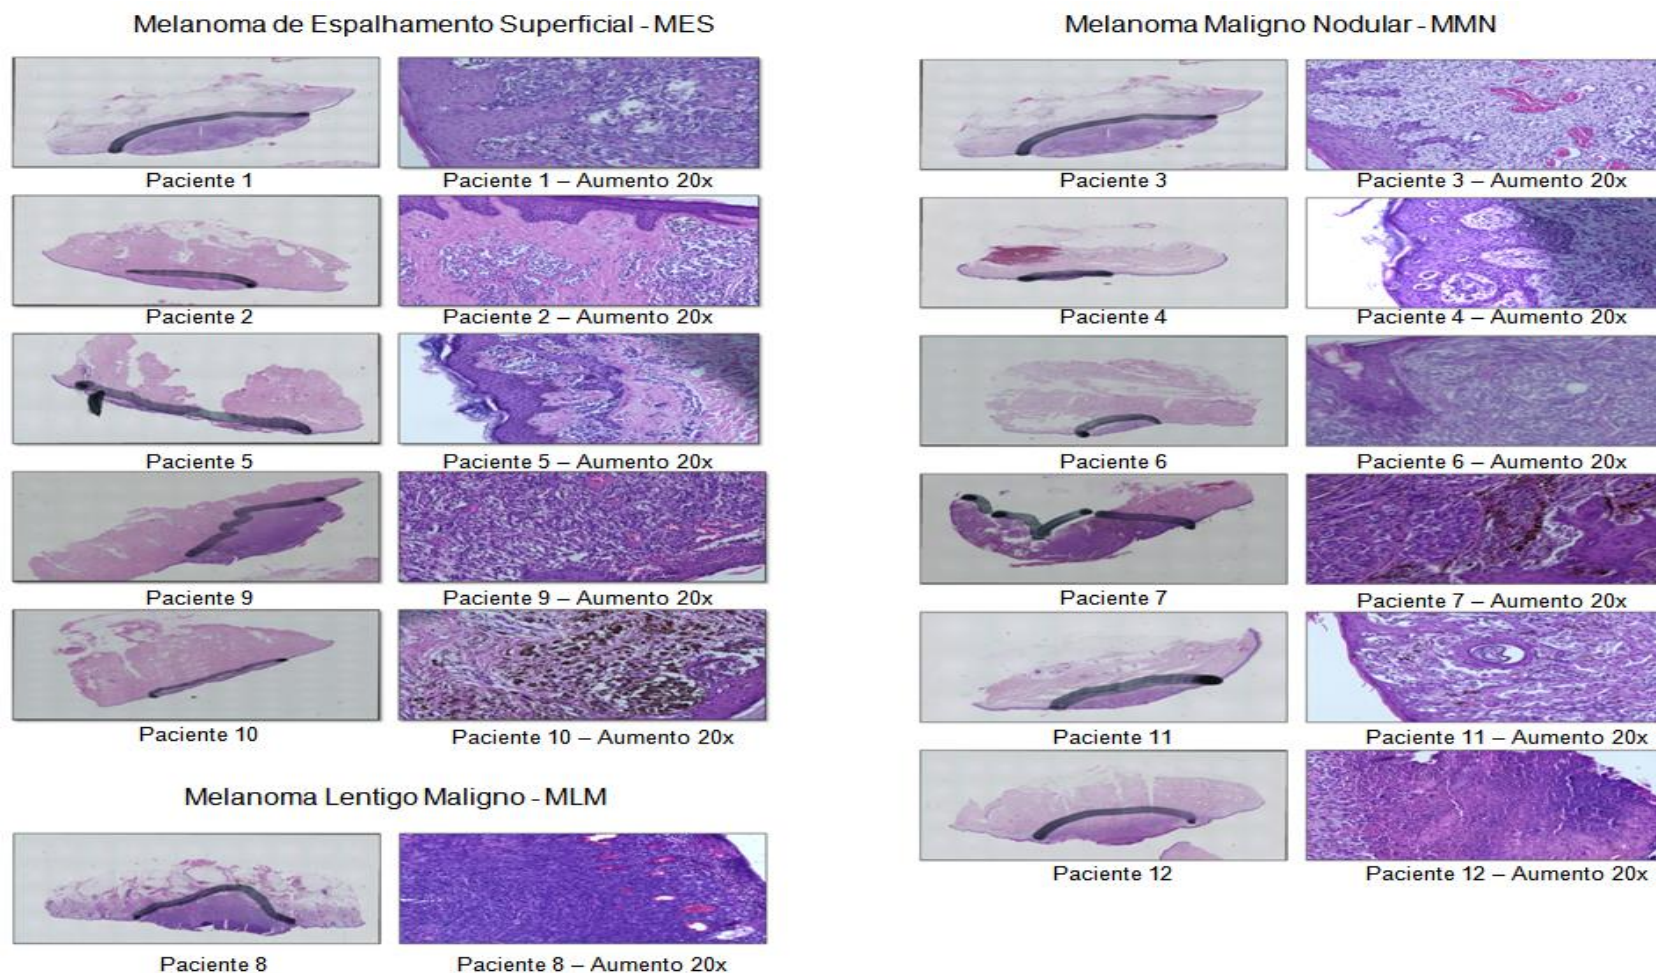 Melanoma de Espalhamento Superficial - MES
Paciente 1
Paciente 1 – Aumento 20x
Paciente 2
Paciente 2 – Aumento 20x
Paciente 5
Paciente 5 – Aumento 20x
Paciente 9
Paciente 9 – Aumento 20x
Paciente 10
Paciente 10 – Aumento 20x
Melanoma Lentigo Maligno - MLM
Paciente 8
Paciente 8 – Aumento 20x
Melanoma Maligno Nodular - MMN
Paciente 3
Paciente 3 – Aumento 20x
Paciente 4
Paciente 4 – Aumento 20x
Paciente 6
Paciente 6 – Aumento 20x
Paciente 7
Paciente 7 – Aumento 20x
Paciente 11
Paciente 11 – Aumento 20x
Paciente 12
Paciente 12 – Aumento 20x